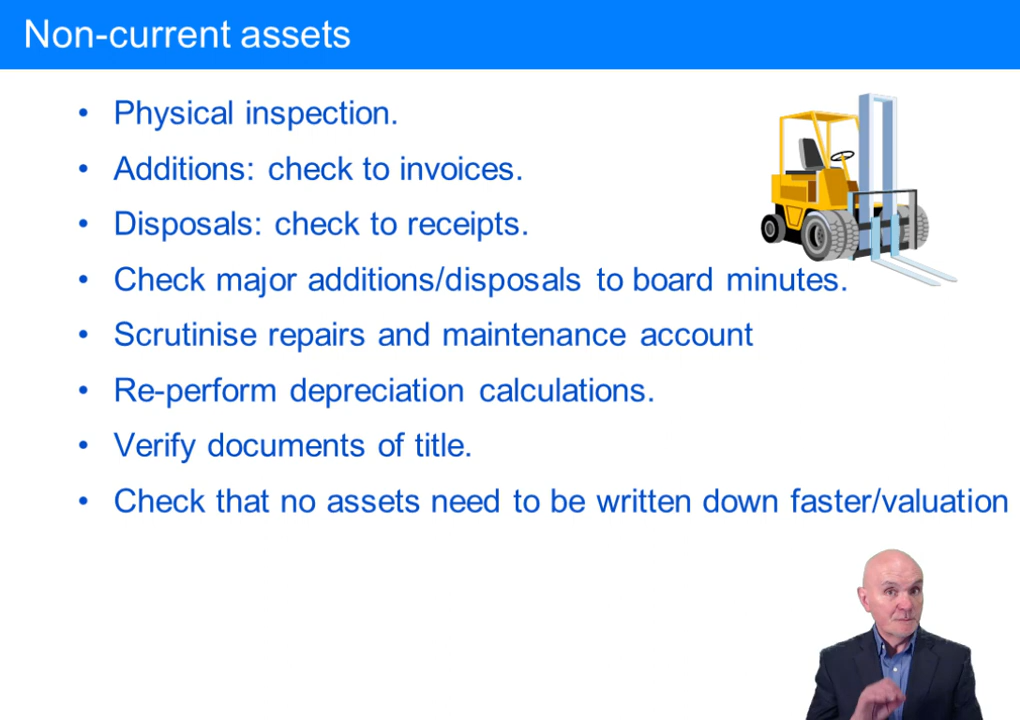 Non-current assets
• Physical inspection.
• Additions: check to invoices.
• Disposals: check to receipts.
• Check major additions/disposals to board minutes.
• Scrutinise repairs and maintenance account
• Re-perform depreciation calculations.
• Verify documents of title.
• Check that no assets need to be written down faster/valuation